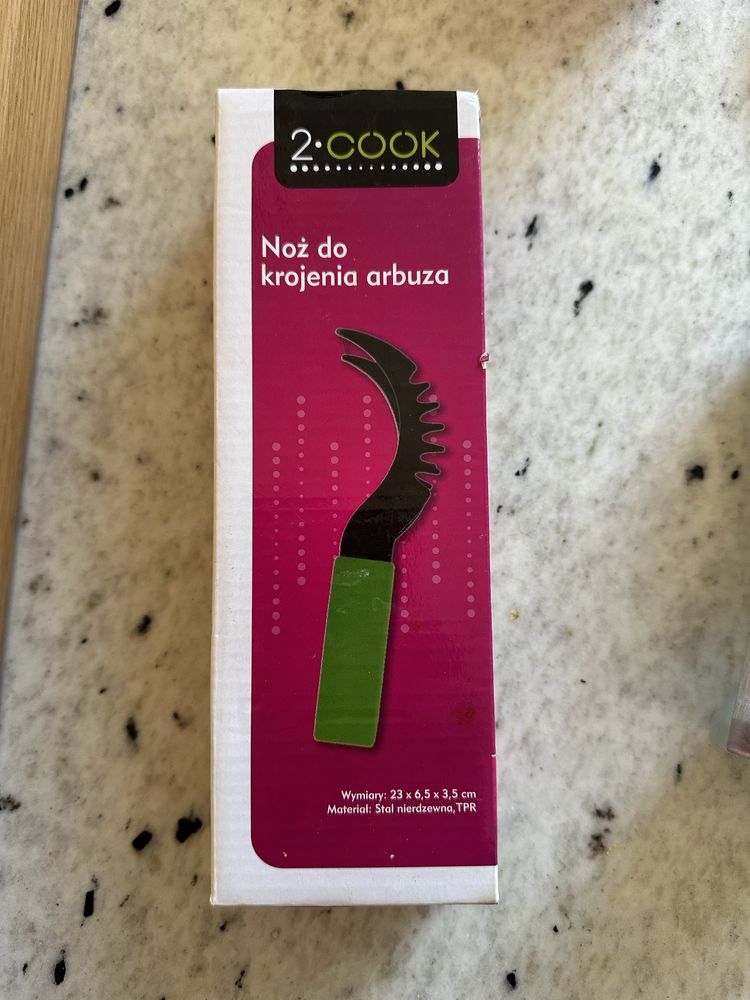 2·COOK
Noż do
krojenia arbuza
Wymiary: 23 x 6,5 x 3,5 cm
Materiał: Stal nierdzewna,TPR